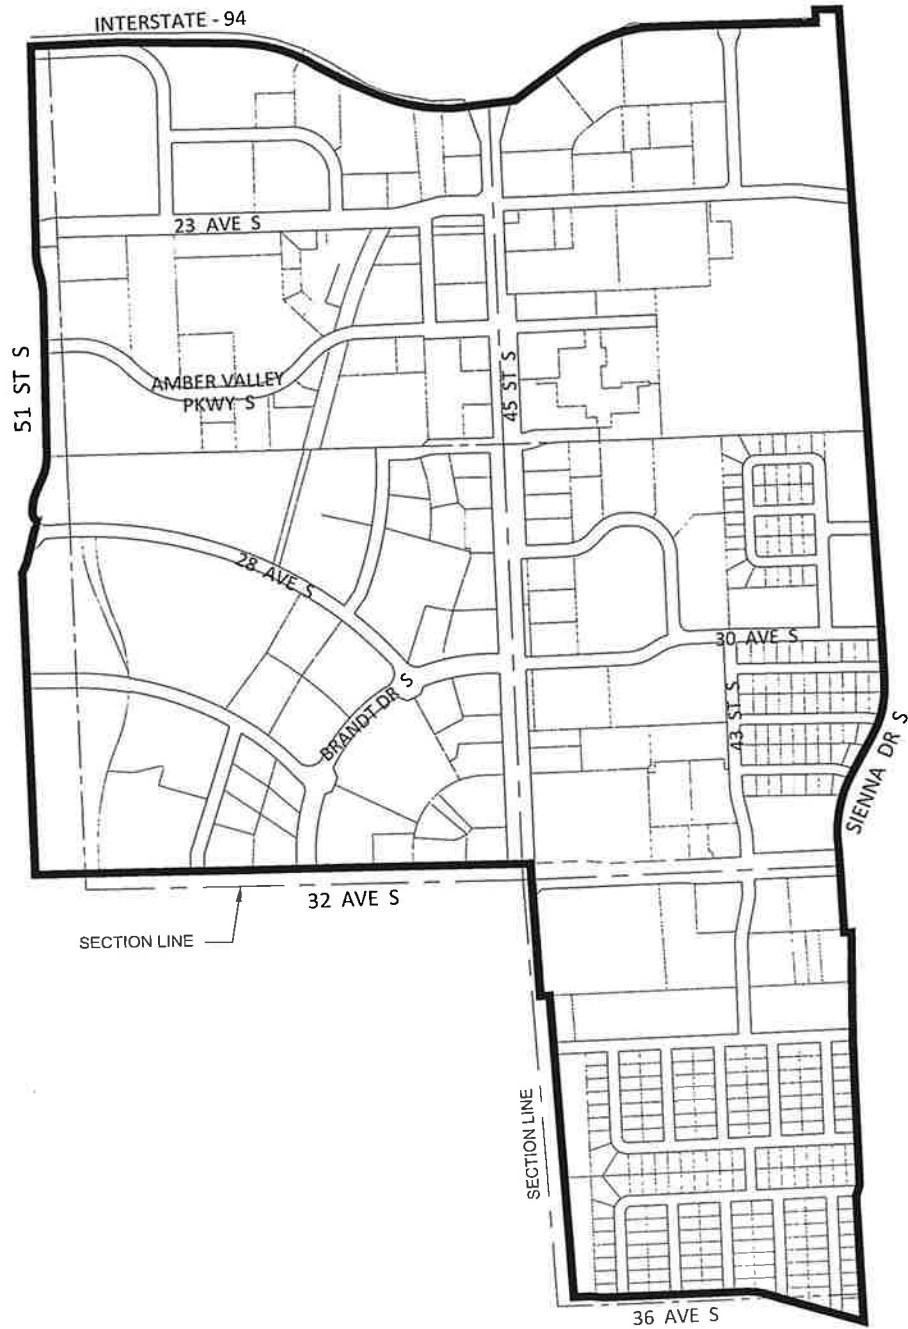 INTERSTATE - 94
23 AVE S
51 ST S
AMBER VALLEY
PKWY S
45 ST S
28 AVE S
30 AVE S
BRANDT DR S
43 ST S
SIENNA DR S
32 AVE S
SECTION LINE
SECTION LINE
36 AVE S